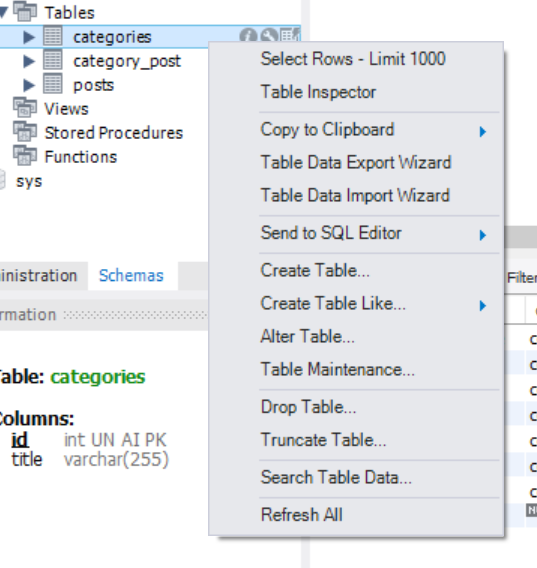 Tables
categories
category_post
posts
Views
Stored Procedures
Functions
sys
Select Rows - Limit 1000
Table Inspector
Copy to Clipboard
Table Data Export Wizard
Table Data Import Wizard
Send to SQL Editor
Create Table...
Create Table Like...
Alter Table...
Table Maintenance...
Drop Table...
Truncate Table...
Search Table Data...
Refresh All
inistration Schemas
rmation
Table: categories
Columns:
id int UN AI PK
title varchar(255)
Filter